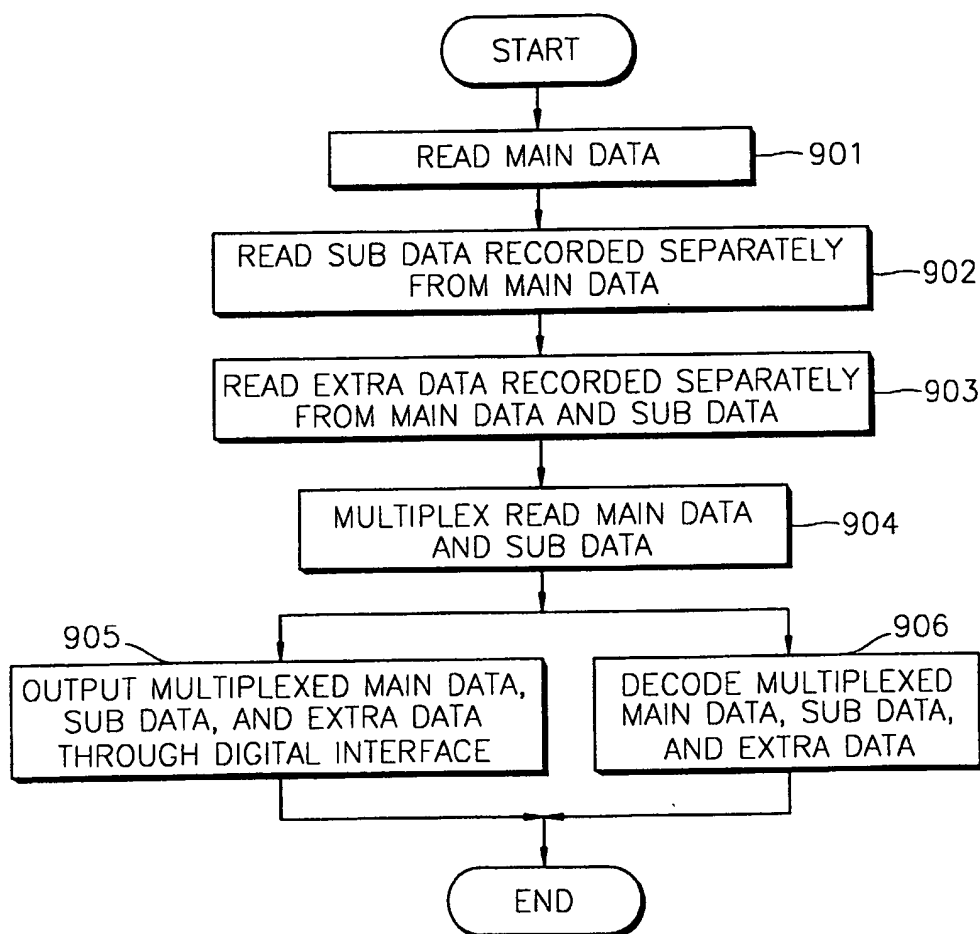 START
READ MAIN DATA
901
READ SUB DATA RECORDED SEPARATELY
FROM MAIN DATA
902
READ EXTRA DATA RECORDED SEPARATELY
FROM MAIN DATA AND SUB DATA
903
MULTIPLEX READ MAIN DATA
AND SUB DATA
904
905
OUTPUT MULTIPLEXED MAIN DATA,
SUB DATA, AND EXTRA DATA
THROUGH DIGITAL INTERFACE
906
DECODE MULTIPLEXED
MAIN DATA, SUB DATA,
AND EXTRA DATA
END